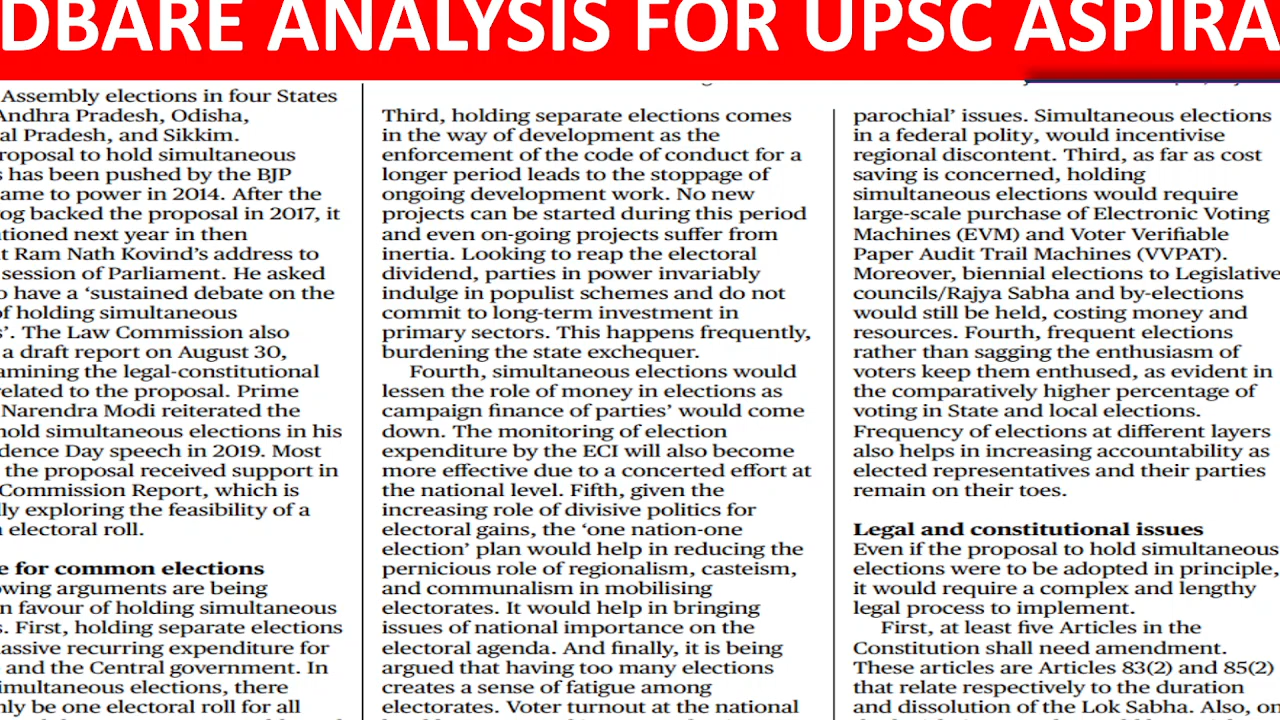 DBARE ANALYSIS FOR UPSC ASPIRA
Assembly elections in four States
Andhra Pradesh, Odisha,
al Pradesh, and Sikkim.
roposal to hold simultaneous
s has been pushed by the BJP
ame to power in 2014. After the
og backed the proposal in 2017, it
ntioned next year in then
t Ram Nath Kovind’s address to
session of Parliament. He asked
o have a ‘sustained debate on the
of holding simultaneous
s’. The Law Commission also
a draft report on August 30,
amining the legal-constitutional
related to the proposal. Prime
Narendra Modi reiterated the
hold simultaneous elections in his
dence Day speech in 2019. Most
the proposal received support in
Commission Report, which is
ly exploring the feasibility of a
electoral roll.
e for common elections
owing arguments are being
n favour of holding simultaneous
s. First, holding separate elections
assive recurring expenditure for
and the Central government. In
imultaneous elections, there
nly be one electoral roll for all
Third, holding separate elections comes
in the way of development as the
enforcement of the code of conduct for a
longer period leads to the stoppage of
ongoing development work. No new
projects can be started during this period
and even on-going projects suffer from
inertia. Looking to reap the electoral
dividend, parties in power invariably
indulge in populist schemes and do not
commit to long-term investment in
primary sectors. This happens frequently,
burdening the state exchequer.
Fourth, simultaneous elections would
lessen the role of money in elections as
campaign finance of parties’ would come
down. The monitoring of election
expenditure by the ECI will also become
more effective due to a concerted effort at
the national level. Fifth, given the
increasing role of divisive politics for
electoral gains, the ‘one nation-one
election’ plan would help in reducing the
pernicious role of regionalism, casteism,
and communalism in mobilising
electorates. It would help in bringing
issues of national importance on the
electoral agenda. And finally, it is being
argued that having too many elections
creates a sense of fatigue among
electorates. Voter turnout at the national
parochial’ issues. Simultaneous elections
in a federal polity, would incentivise
regional discontent. Third, as far as cost
saving is concerned, holding
simultaneous elections would require
large-scale purchase of Electronic Voting
Machines (EVM) and Voter Verifiable
Paper Audit Trail Machines (VVPAT).
Moreover, biennial elections to Legislative
councils/Rajya Sabha and by-elections
would still be held, costing money and
resources. Fourth, frequent elections
rather than sagging the enthusiasm of
voters keep them enthused, as evident in
the comparatively higher percentage of
voting in State and local elections.
Frequency of elections at different layers
also helps in increasing accountability as
elected representatives and their parties
remain on their toes.
Legal and constitutional issues
Even if the proposal to hold simultaneous
elections were to be adopted in principle,
it would require a complex and lengthy
legal process to implement.
First, at least five Articles in the
Constitution shall need amendment.
These articles are Articles 83(2) and 85(2)
that relate respectively to the duration
and dissolution of the Lok Sabha. Also, on